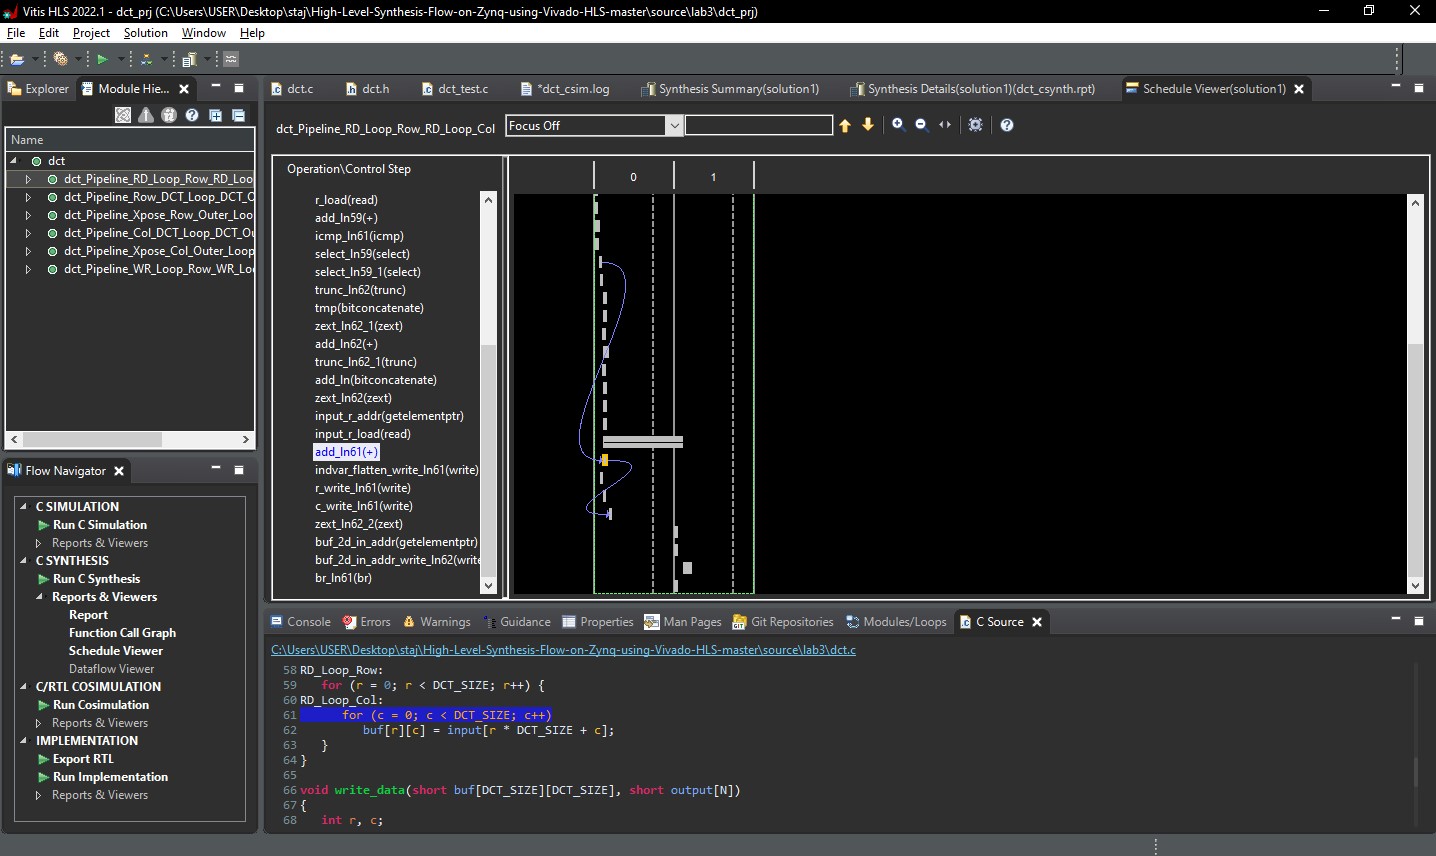 Vitis HLS 2022.1 - dct_prj (C:\Users\USER\Desktop\staj\High-Level-Synthesis-Flow-on-Zynq-using-Vivado-HLS-master\source\lab3\dct_prj)
File Edit Project Solution Window Help
Explorer Module Hie...
Name
dct
dct_Pipeline_RD_Loop_Row_RD_Loo
dct_Pipeline_Row_DCT_Loop_DCT_O
dct_Pipeline_Xpose_Row_Outer_Loo
dct_Pipeline_Col_DCT_Loop_DCT_Ou
dct_Pipeline_Xpose_Col_Outer_Loop
dct_Pipeline_WR_Loop_Row_WR_Lo
Flow Navigator
C SIMULATION
Run C Simulation
Reports & Viewers
C SYNTHESIS
Run C Synthesis
Reports & Viewers
Report
Function Call Graph
Schedule Viewer
Dataflow Viewer
C/RTL COSIMULATION
Run Cosimulation
Reports & Viewers
IMPLEMENTATION
Export RTL
Run Implementation
Reports & Viewers
dct.c dct.h dct_test.c *dct_csim.log Synthesis Summary(solution1) Synthesis Details(solution1)(dct_csynth.rpt) Schedule Viewer(solution1)
dct_Pipeline_RD_Loop_Row_RD_Loop_Col Focus Off
Operation\Control Step 0 1
r_load(read)
add_ln59(+)
icmp_ln61(icmp)
select_ln59(select)
select_ln59_1(select)
trunc_ln62(trunc)
tmp(bitconcatenate)
zext_ln62_1(zext)
add_ln62(+)
trunc_ln62_1(trunc)
add_ln(bitconcatenate)
zext_ln62(zext)
input_r_addr(getelementptr)
input_r_load(read)
add_ln61(+)
indvar_flatten_write_ln61(write)
r_write_ln61(write)
c_write_ln61(write)
zext_ln62_2(zext)
buf_2d_in_addr(getelementptr)
buf_2d_in_addr_write_ln62(write
br_ln61(br)
Console Errors Warnings Guidance Properties Man Pages Git Repositories Modules/Loops C Source
C:\Users\USER\Desktop\staj\High-Level-Synthesis-Flow-on-Zynq-using-Vivado-HLS-master\source\lab3\dct.c
58 RD_Loop_Row:
59 for (r = 0; r < DCT_SIZE; r++) {
60 RD_Loop_Col:
61 for (c = 0; c < DCT_SIZE; c++)
62 buf[r][c] = input[r * DCT_SIZE + c];
63 }
64 }
65
66 void write_data(short buf[DCT_SIZE][DCT_SIZE], short output[N])
67 {
68 int r, c;